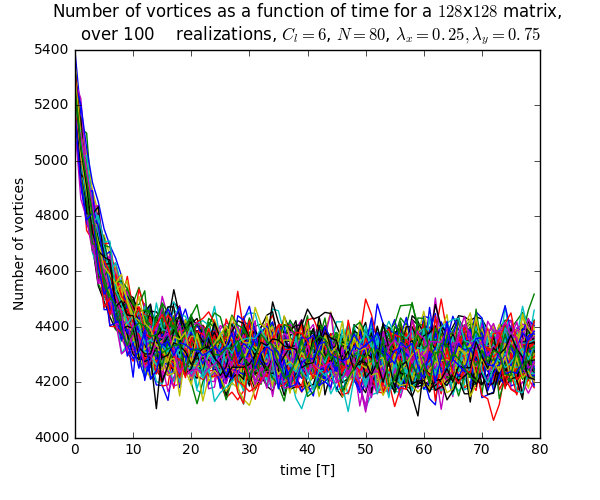 Number of vortices as a function of time for a 128x128 matrix,
over 100 realizations, C_l = 6, N = 80, λ_x = 0.25, λ_y = 0.75
5400
5200
5000
4800
4600
4400
4200
4000
Number of vortices
0 10 20 30 40 50 60 70 80
time [T]